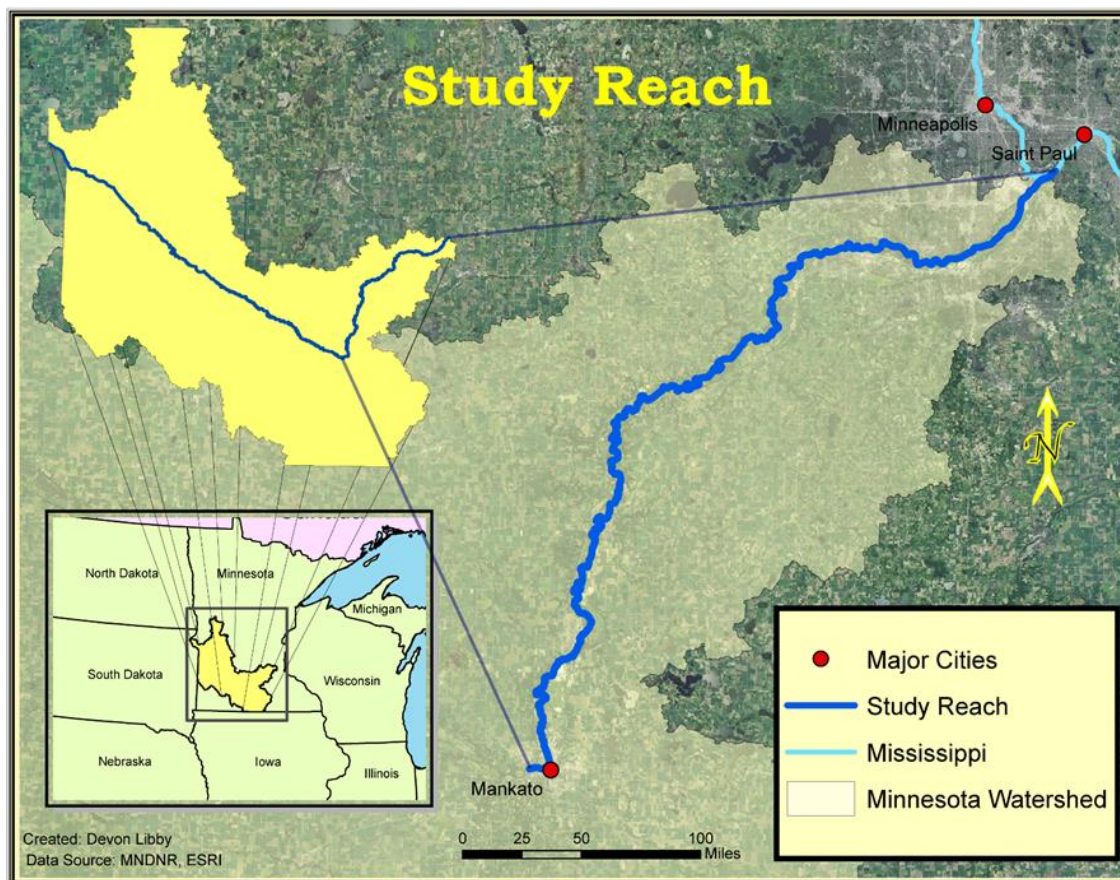 Study Reach
Minneapolis
Saint Paul
N
North Dakota
Minnesota
Michigan
South Dakota
Wisconsin
Nebraska
Iowa
Illinois
Mankato
Major Cities
Study Reach
Mississippi
Minnesota Watershed
0 25 50 100
Miles
Created: Devon Libby
Data Source: MNDNR, ESRI